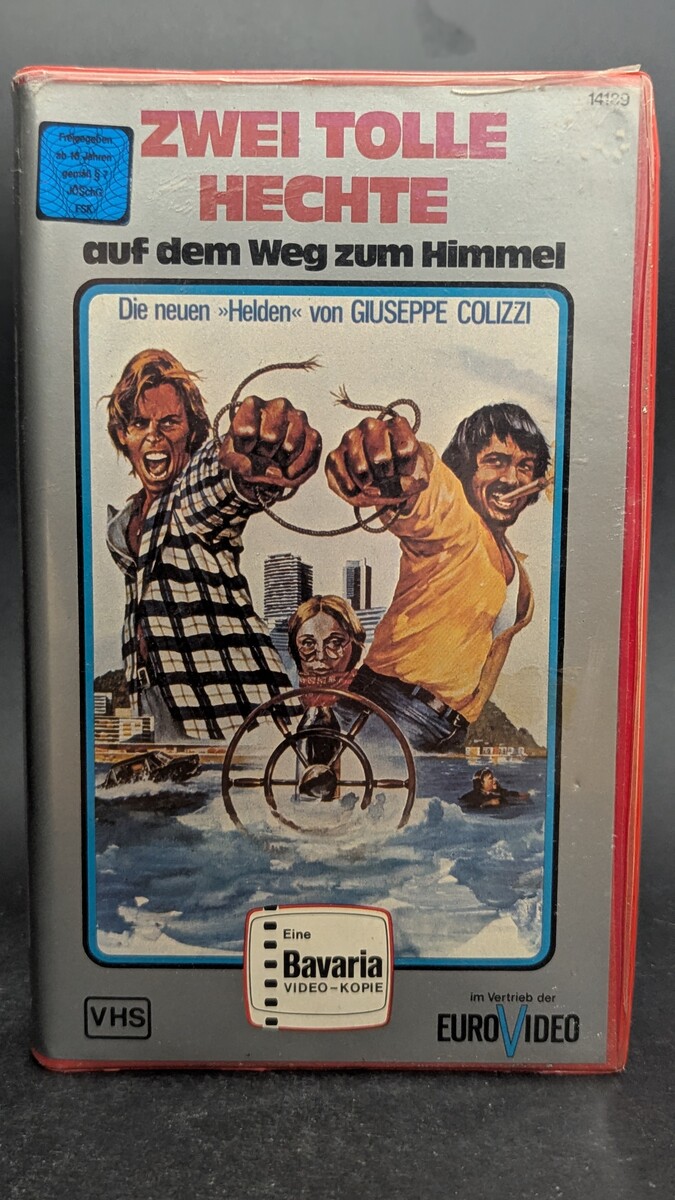 14189
Freigegeben
ab 16 Jahren
gemäß § 7
JÖSchG
FSK
ZWEI TOLLE
HECHTE
auf dem Weg zum Himmel
Die neuen »Helden« von GIUSEPPE COLIZZI
Eine
Bavaria
VIDEO-KOPIE
VHS
im Vertrieb der
EUROVIDEO